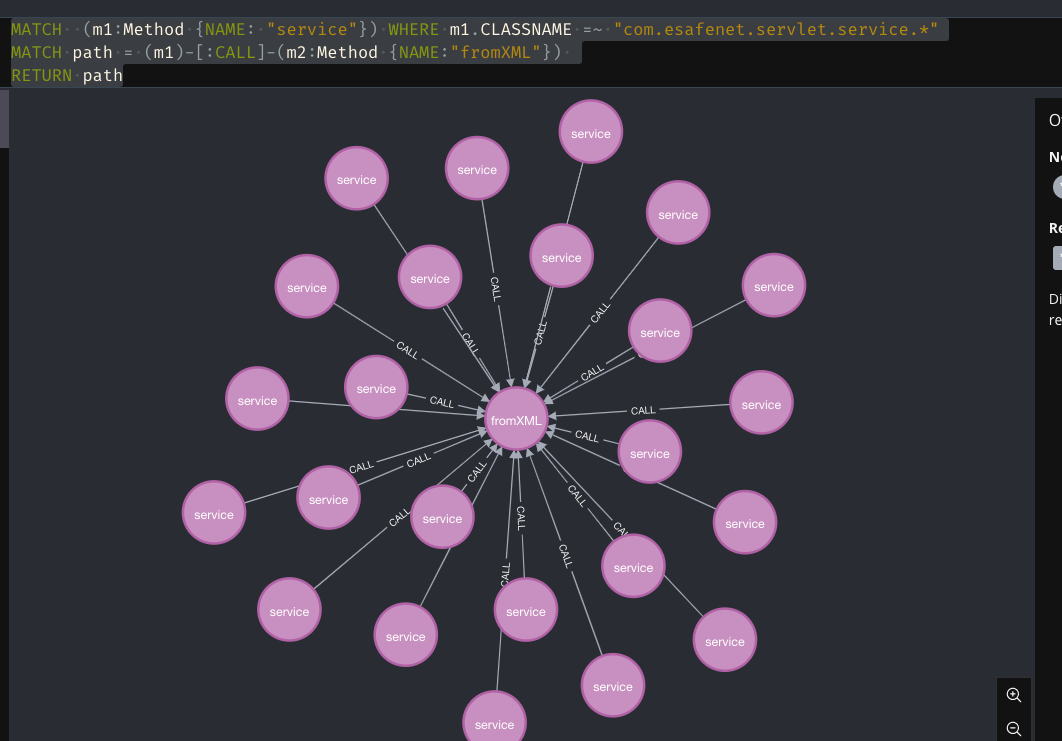 MATCH (m1:Method {NAME: "service"}) WHERE m1.CLASSNAME =~ "com.esafenet.servlet.service.*"
MATCH path = (m1)-[:CALL]-(m2:Method {NAME:"fromXML"})
RETURN path
service
service
service
service
service
service
service
service
CALL
CALL
service
CALL
CALL
CALL
CALL
service
service
CALL
service
CALL
service
fromXML
CALL
service
CALL
CALL
CALL
CALL
service
service
CALL
CALL
service
CALL
service
CALL
service
CALL
service
service
service
service
service
service
service